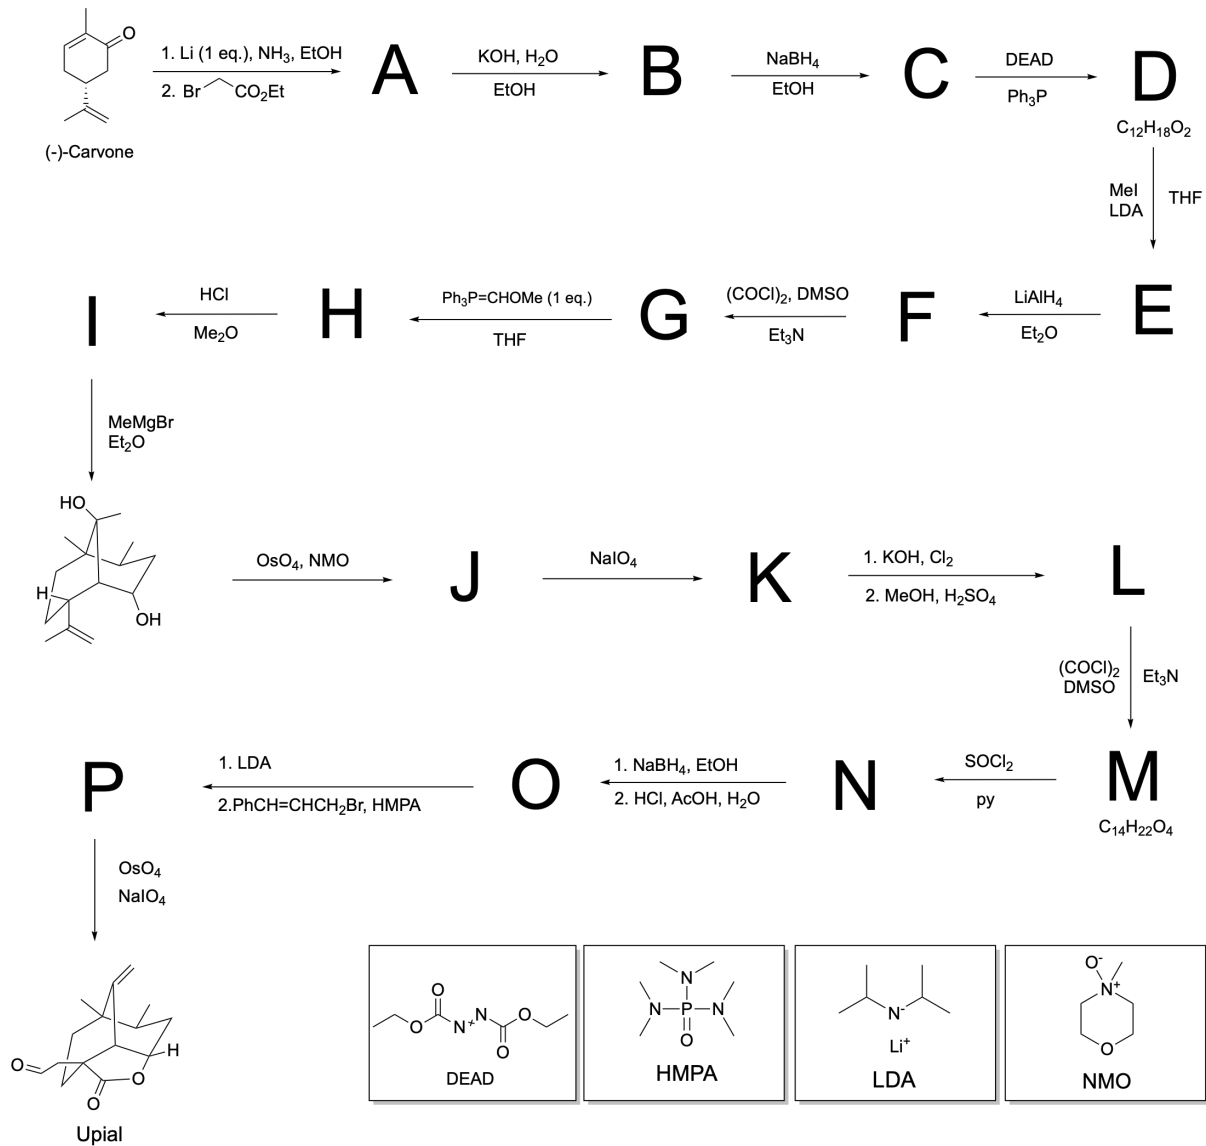 O
1. Li (1 eq.), NH₃, EtOH
2. Br CO₂Et
A
KOH, H₂O
EtOH
B
NaBH₄
EtOH
C
DEAD
Ph₃P
D
C₁₂H₁₈O₂
(-)-Carvone
MeI
LDA
THF
I
HCl
Me₂O
H
Ph₃P=CHOMe (1 eq.)
THF
G
(COCl)₂, DMSO
Et₃N
F
LiAlH₄
Et₂O
E
MeMgBr
Et₂O
HO
H
OH
OsO₄, NMO
J
NaIO₄
K
1. KOH, Cl₂
2. MeOH, H₂SO₄
L
(COCl)₂
DMSO
Et₃N
P
1. LDA
2.PhCH=CHCH₂Br, HMPA
O
1. NaBH₄, EtOH
2. HCl, AcOH, H₂O
N
SOCl₂
py
M
C₁₄H₂₂O₄
OsO₄
NaIO₄
O
H
O
O
Upial
O
O
N⁺
N
O
O
DEAD
N
N
P
N
O
HMPA
N⁻
Li⁺
LDA
O⁻
N⁺
O
NMO